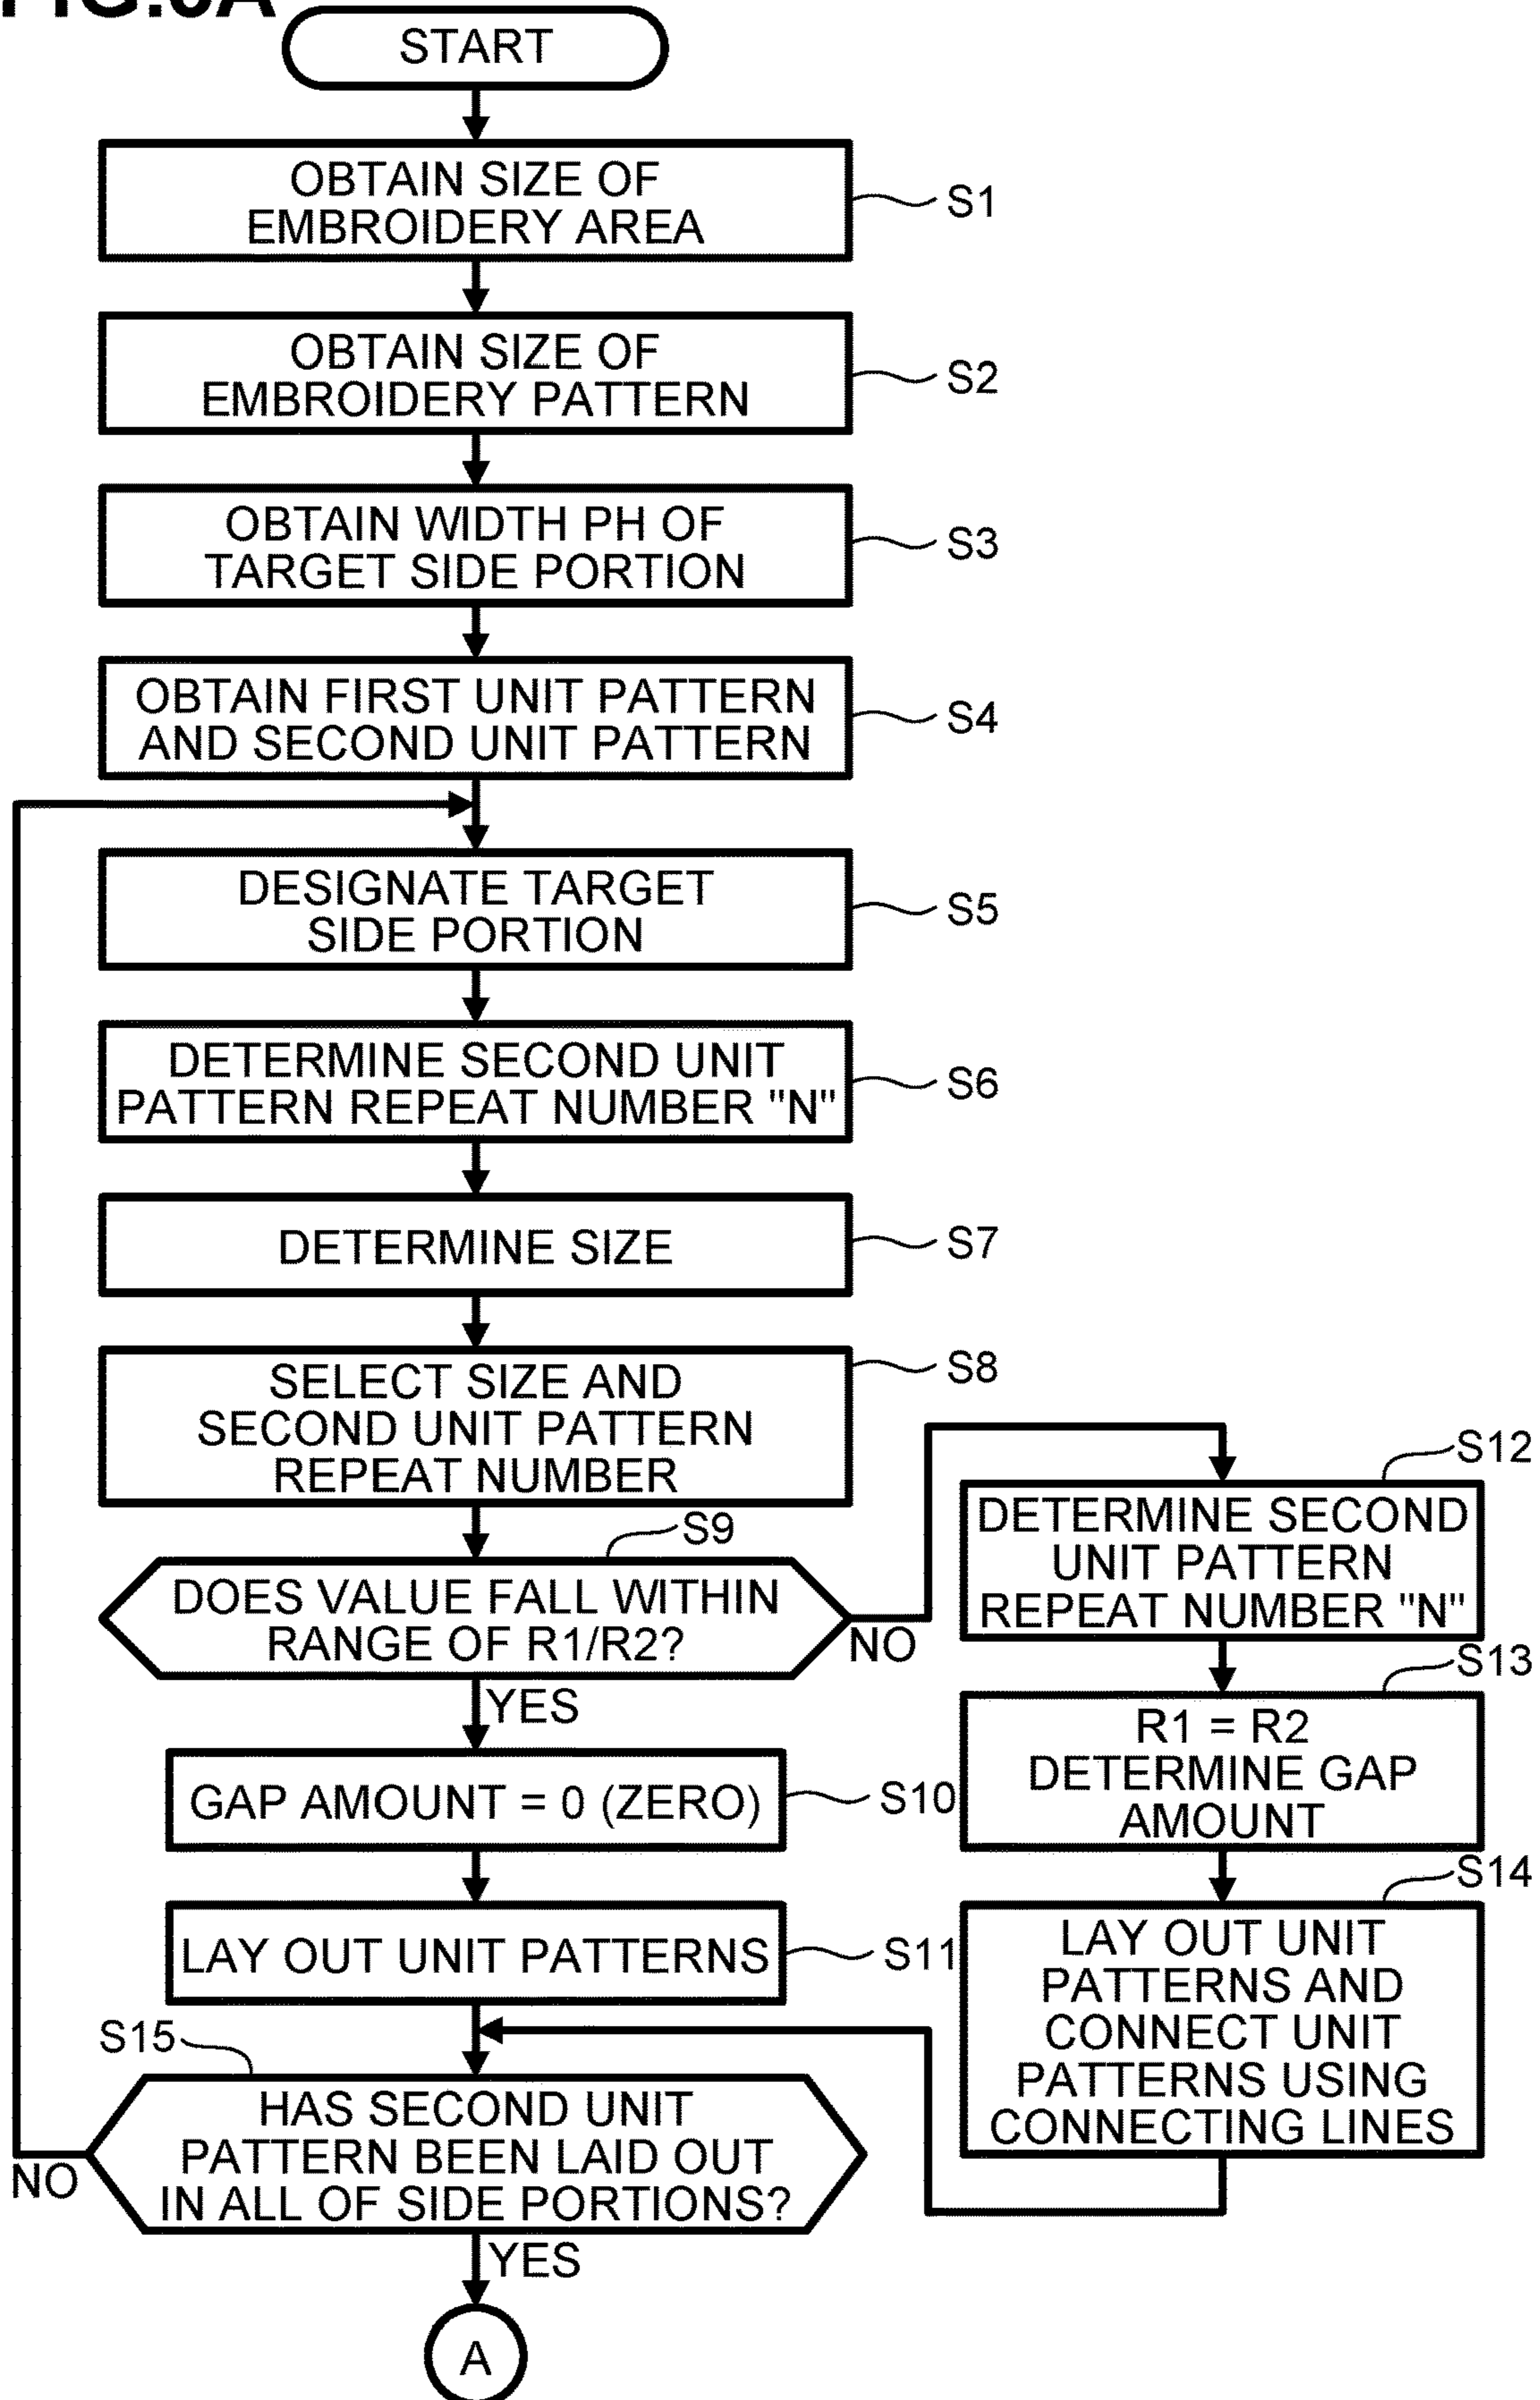 START
OBTAIN SIZE OF
EMBROIDERY AREA
S1
OBTAIN SIZE OF
EMBROIDERY PATTERN
S2
OBTAIN WIDTH PH OF
TARGET SIDE PORTION
S3
OBTAIN FIRST UNIT PATTERN
AND SECOND UNIT PATTERN
S4
DESIGNATE TARGET
SIDE PORTION
S5
DETERMINE SECOND UNIT
PATTERN REPEAT NUMBER "N"
S6
DETERMINE SIZE
S7
SELECT SIZE AND
SECOND UNIT PATTERN
REPEAT NUMBER
S8
S9
DOES VALUE FALL WITHIN
RANGE OF R1/R2?
NO
YES
GAP AMOUNT = 0 (ZERO)
S10
LAY OUT UNIT PATTERNS
S11
S12
DETERMINE SECOND
UNIT PATTERN
REPEAT NUMBER "N"
S13
R1 = R2
DETERMINE GAP
AMOUNT
S14
LAY OUT UNIT
PATTERNS AND
CONNECT UNIT
PATTERNS USING
CONNECTING LINES
S15
HAS SECOND UNIT
PATTERN BEEN LAID OUT
IN ALL OF SIDE PORTIONS?
NO
YES
A